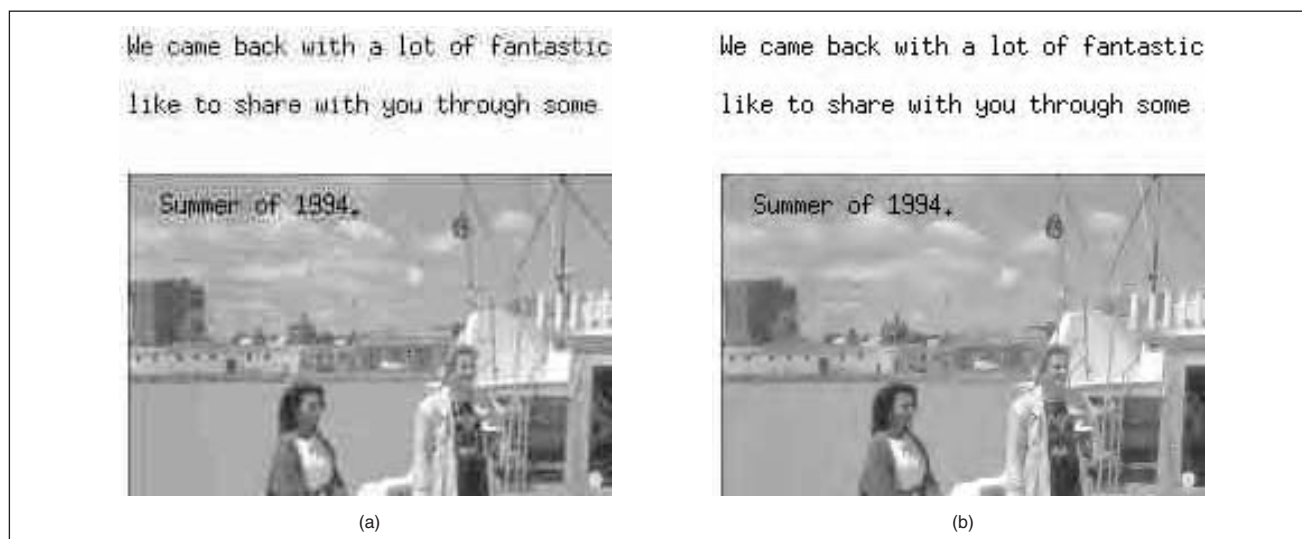 We came back with a lot of fantastic
like to share with you through some
Summer of 1994.
(a)
We came back with a lot of fantastic
like to share with you through some
Summer of 1994.
(b)